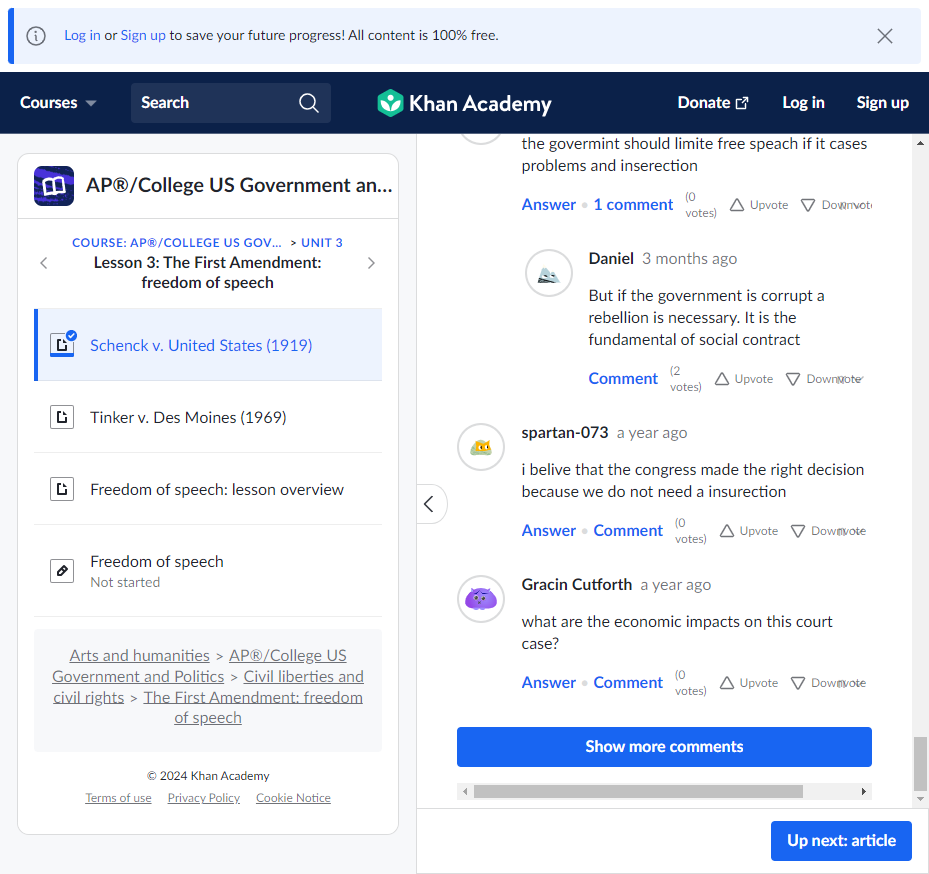 Log in or Sign up to save your future progress! All content is 100% free.
Courses
Search
Khan Academy
Donate
Log in
Sign up
AP®/College US Government an...
COURSE: AP®/COLLEGE US GOV... > UNIT 3
Lesson 3: The First Amendment:
freedom of speech
Schenck v. United States (1919)
Tinker v. Des Moines (1969)
Freedom of speech: lesson overview
Freedom of speech
Not started
Arts and humanities > AP®/College US
Government and Politics > Civil liberties and
civil rights > The First Amendment: freedom
of speech
© 2024 Khan Academy
Terms of use Privacy Policy Cookie Notice
the govermint should limite free speach if it cases
problems and inserection
Answer • 1 comment (0
votes) Upvote Downvote
Daniel 3 months ago
But if the government is corrupt a
rebellion is necessary. It is the
fundamental of social contract
Comment (2
votes) Upvote Downvote
spartan-073 a year ago
i belive that the congress made the right decision
because we do not need a insurection
Answer • Comment (0
votes) Upvote Downvote
Gracin Cutforth a year ago
what are the economic impacts on this court
case?
Answer • Comment (0
votes) Upvote Downvote
Show more comments
Up next: article